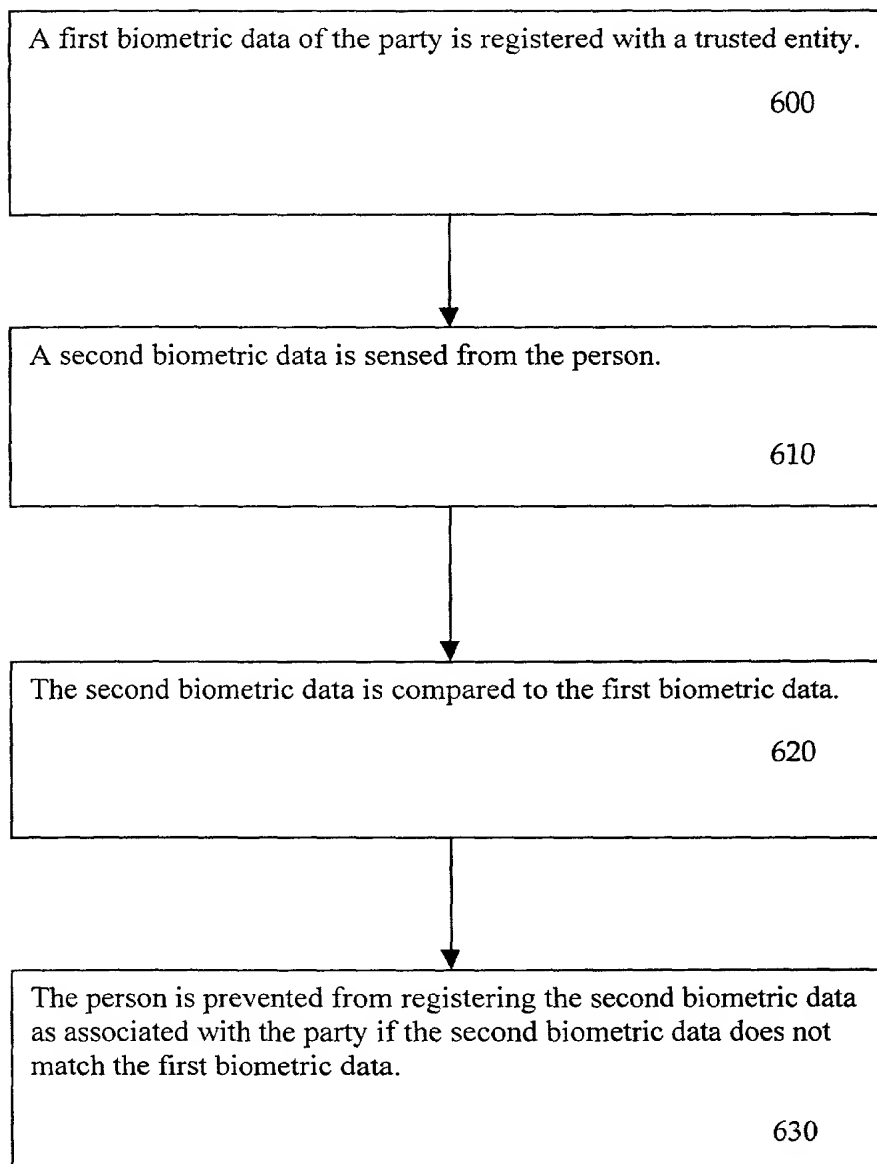 A first biometric data of the party is registered with a trusted entity.
600
A second biometric data is sensed from the person.
610
The second biometric data is compared to the first biometric data.
620
The person is prevented from registering the second biometric data
as associated with the party if the second biometric data does not
match the first biometric data.
630